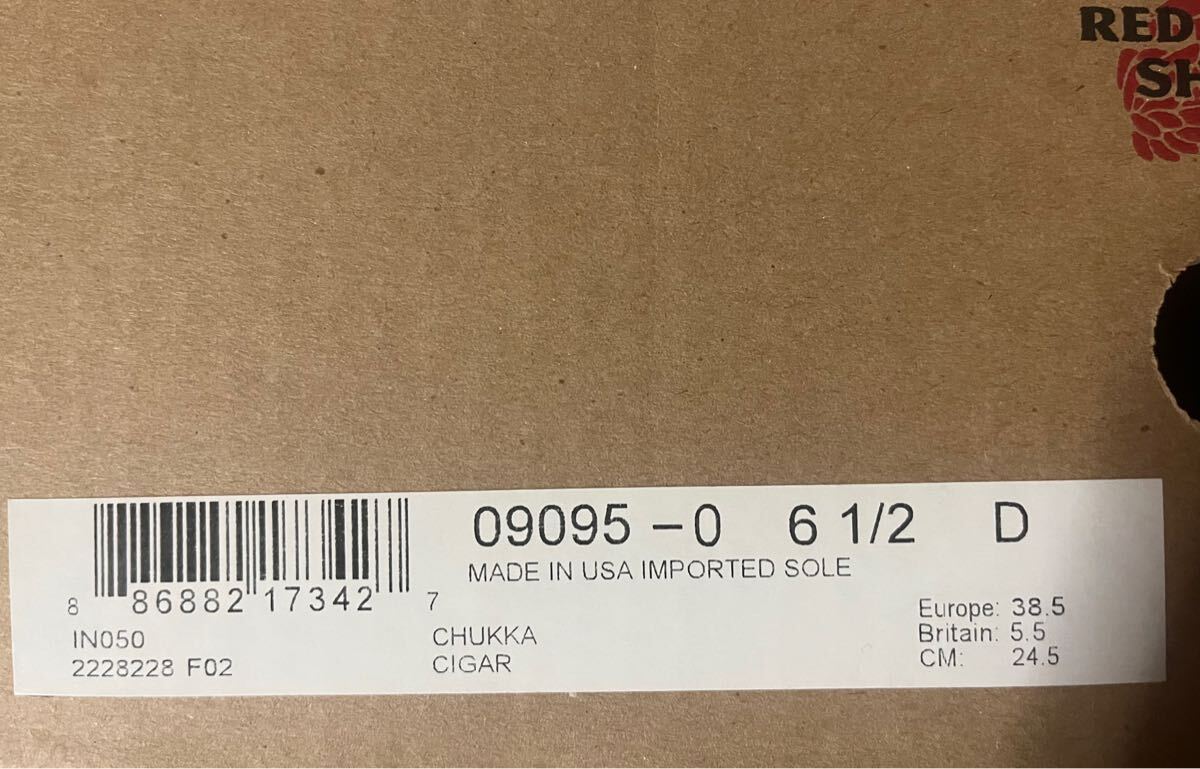 RED
SH
09095 -0 6 1/2 D
MADE IN USA IMPORTED SOLE
8 86882 17342 7
IN050
2228228 F02
CHUKKA
CIGAR
Europe: 38.5
Britain: 5.5
CM: 24.5